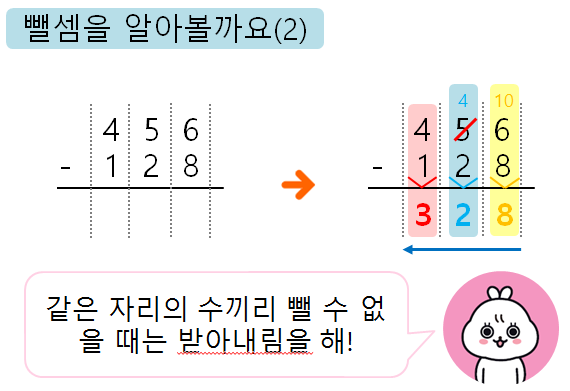 뺄셈을 알아볼까요(2)
4 5 6
- 1 2 8
4 10
4 5 6
- 1 2 8
3 2 8
같은 자리의 수끼리 뺄 수 없
을 때는 받아내림을 해!